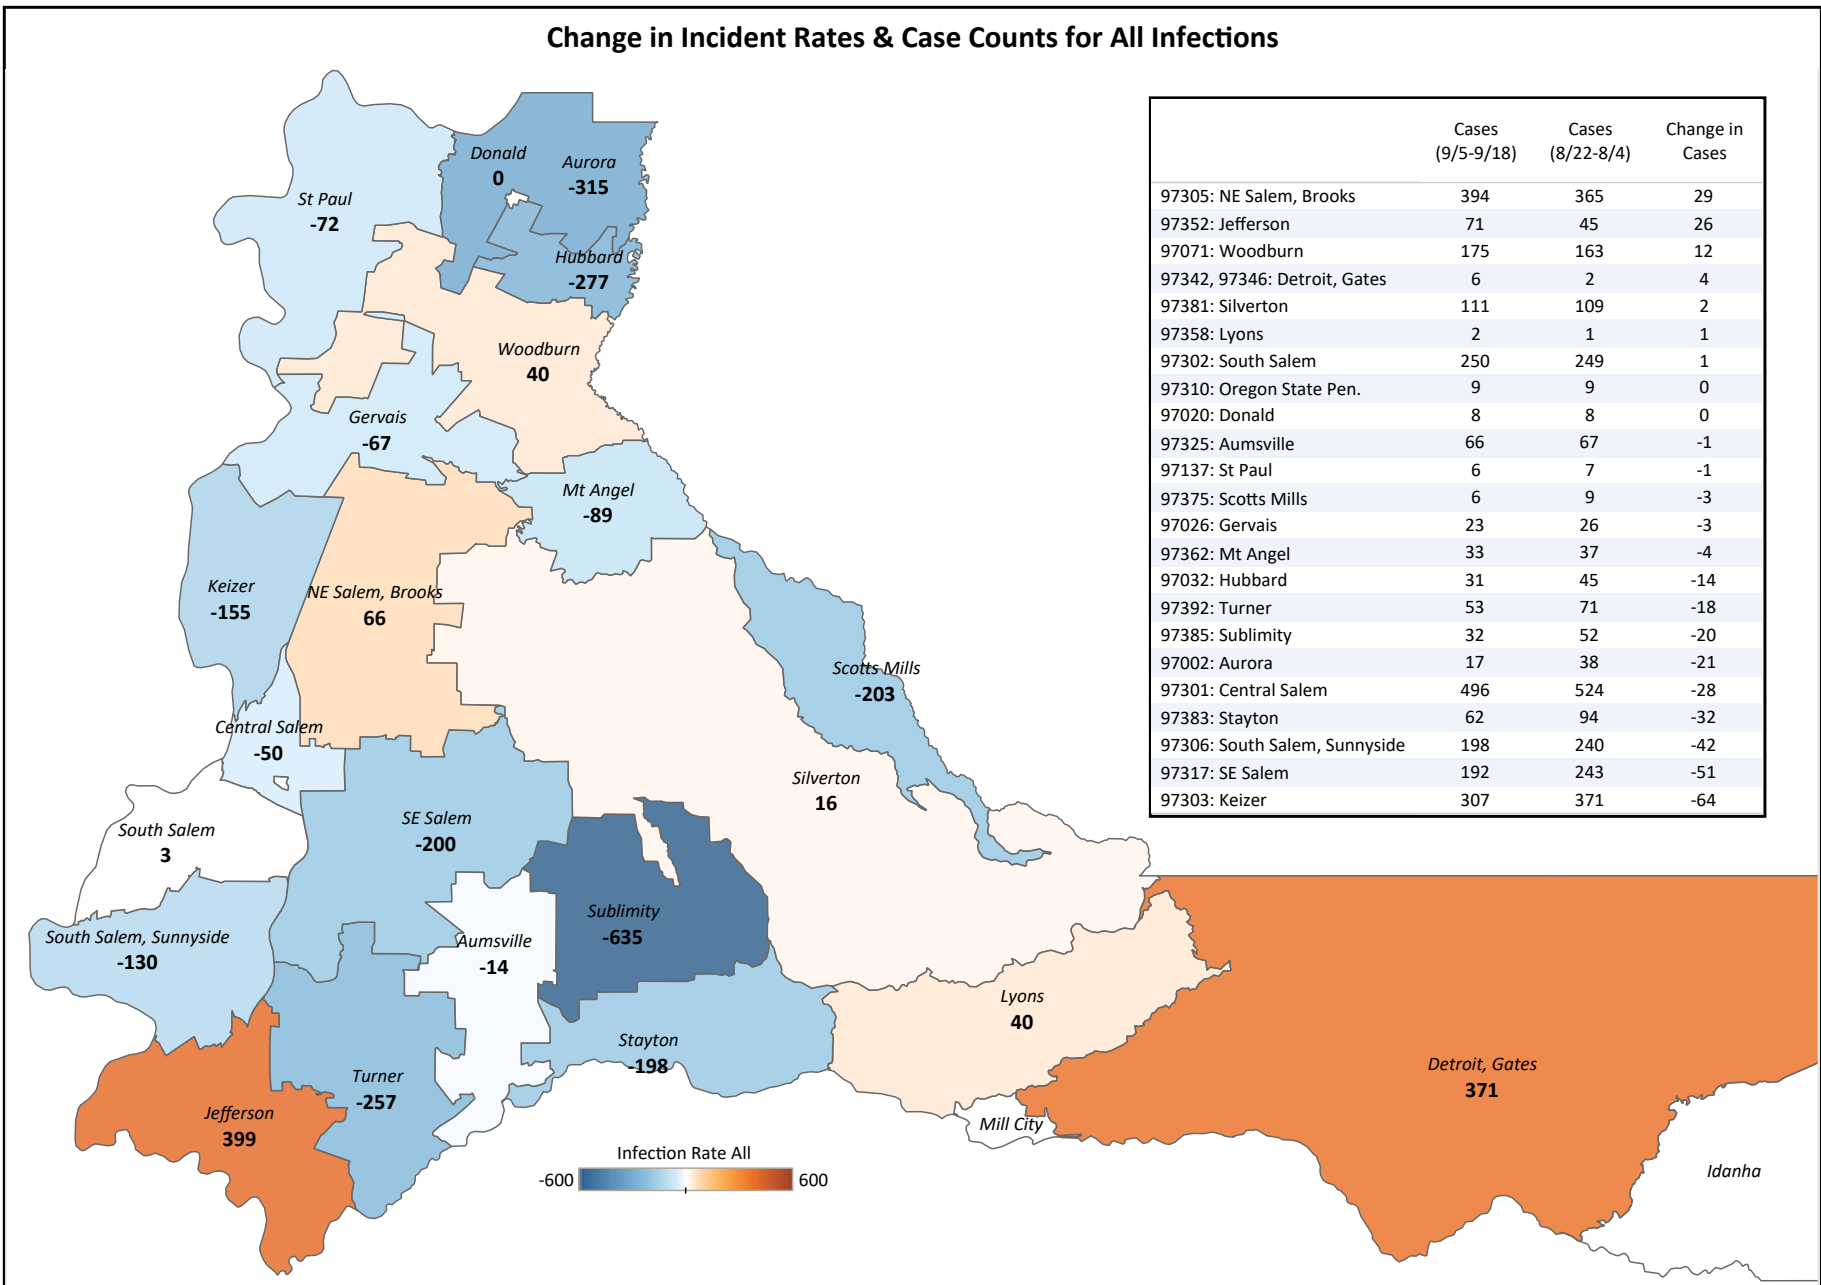 Change in Incident Rates & Case Counts for All Infections
Cases Cases Change in
(9/5-9/18) (8/22-8/4) Cases
97305: NE Salem, Brooks 394 365 29
97352: Jefferson 71 45 26
97071: Woodburn 175 163 12
97342, 97346: Detroit, Gates 6 2 4
97381: Silverton 111 109 2
97358: Lyons 2 1 1
97302: South Salem 250 249 1
97310: Oregon State Pen. 9 9 0
97020: Donald 8 8 0
97325: Aumsville 66 67 -1
97137: St Paul 6 7 -1
97375: Scotts Mills 6 9 -3
97026: Gervais 23 26 -3
97362: Mt Angel 33 37 -4
97032: Hubbard 31 45 -14
97392: Turner 53 71 -18
97385: Sublimity 32 52 -20
97002: Aurora 17 38 -21
97301: Central Salem 496 524 -28
97383: Stayton 62 94 -32
97306: South Salem, Sunnyside 198 240 -42
97317: SE Salem 192 243 -51
97303: Keizer 307 371 -64
Donald
0
Aurora
-315
St Paul
-72
Hubbard
-277
Woodburn
40
Gervais
-67
Mt Angel
-89
Keizer
-155
NE Salem, Brooks
66
Scotts Mills
-203
Central Salem
-50
Silverton
16
South Salem
3
SE Salem
-200
Sublimity
-635
South Salem, Sunnyside
-130
Aumsville
-14
Lyons
40
Stayton
-198
Detroit, Gates
371
Turner
-257
Jefferson
399
Mill City
Idanha
Infection Rate All
-600 600